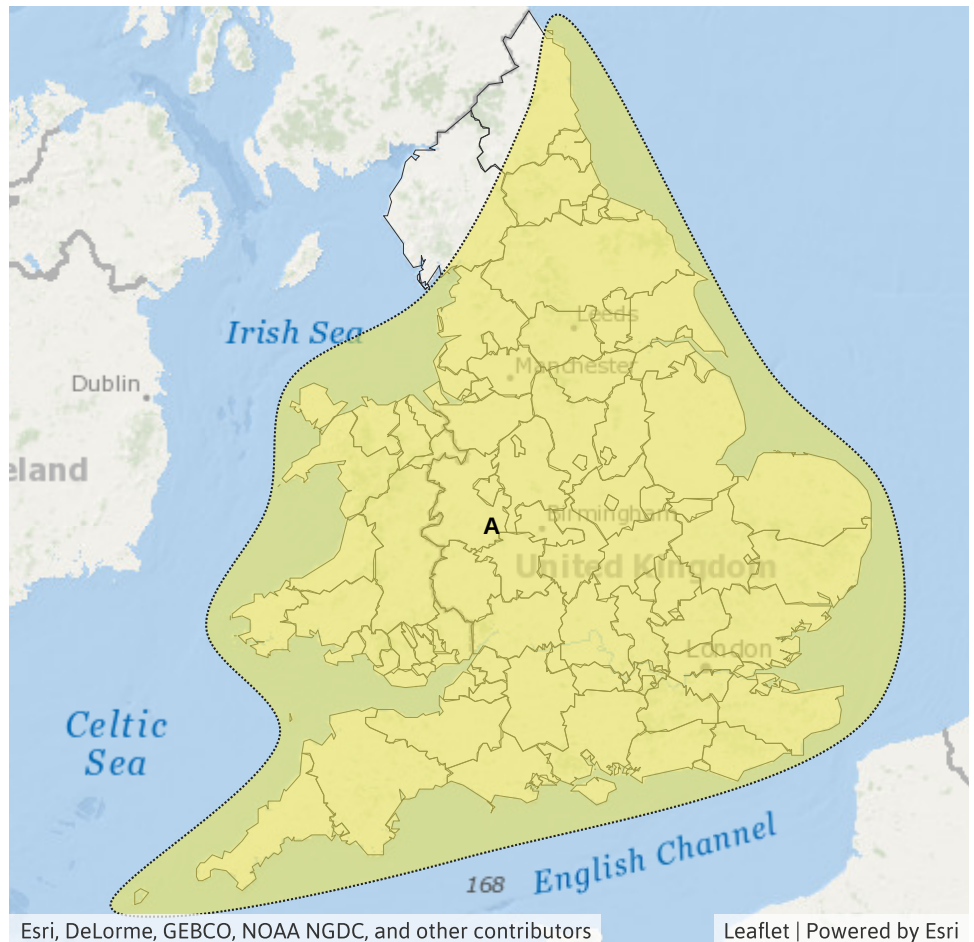 Leeds
Irish Sea
Manchester
Dublin
eland
A
Birmingham
United Kingdom
London
Celtic
Sea
English Channel
168
Esri, DeLorme, GEBCO, NOAA NGDC, and other contributors
Leaflet | Powered by Esri